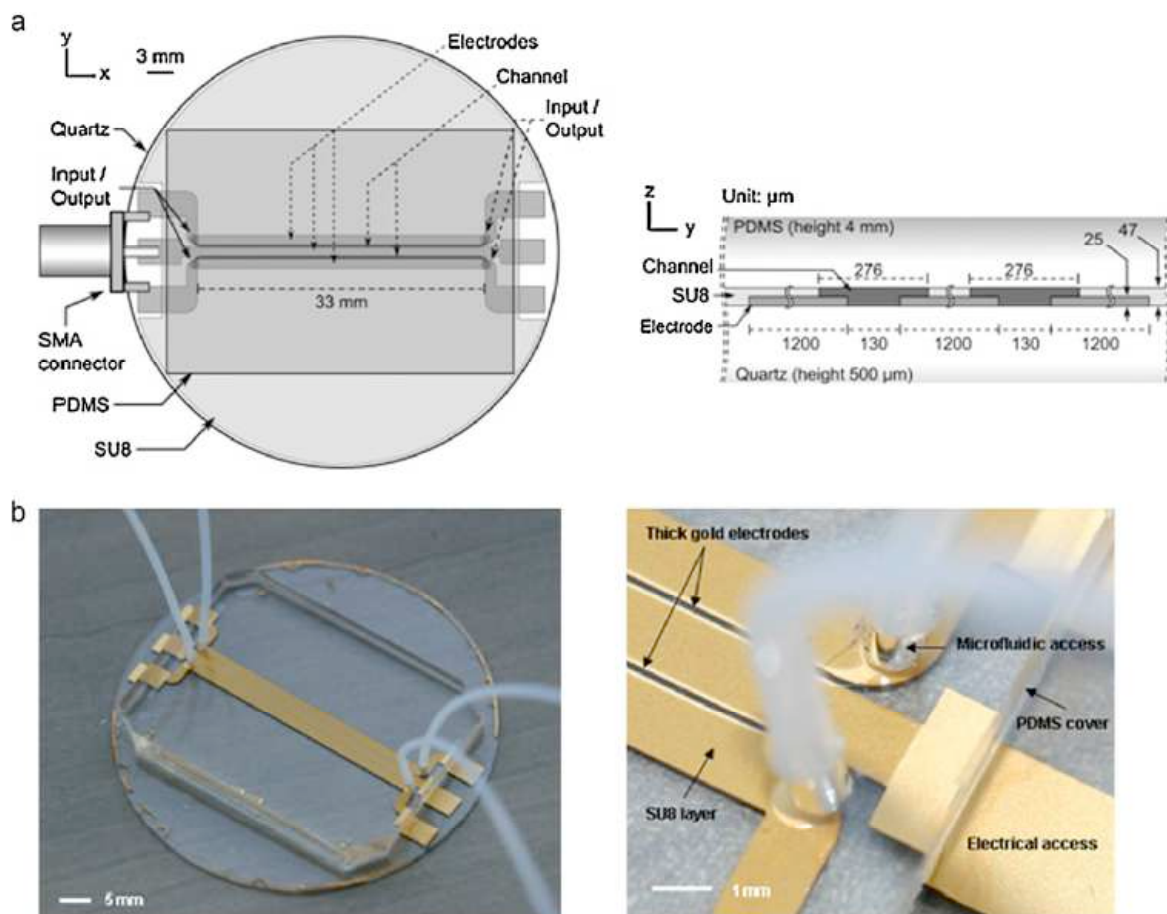 a
y
x
3 mm
Electrodes
Channel
Input /
Output
Quartz
Input /
Output
33 mm
SMA
connector
PDMS
SU8
z
y
Unit: µm
PDMS (height 4 mm)
47
25
Channel
276
276
SU8
Electrode
1200
130
1200
130
1200
Quartz (height 500 µm)
b
5 mm
Thick gold electrodes
Microfluidic access
PDMS cover
SU8 layer
Electrical access
1mm